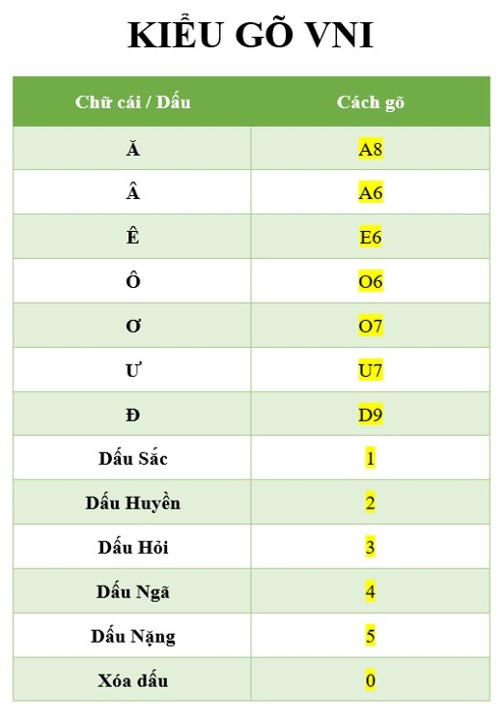 KIỂU GÕ VNI
Chữ cái / Dấu Cách gõ
Ă A8
Â A6
Ê E6
Ô O6
Ơ O7
Ư U7
Đ D9
Dấu Sắc 1
Dấu Huyền 2
Dấu Hỏi 3
Dấu Ngã 4
Dấu Nặng 5
Xóa dấu 0